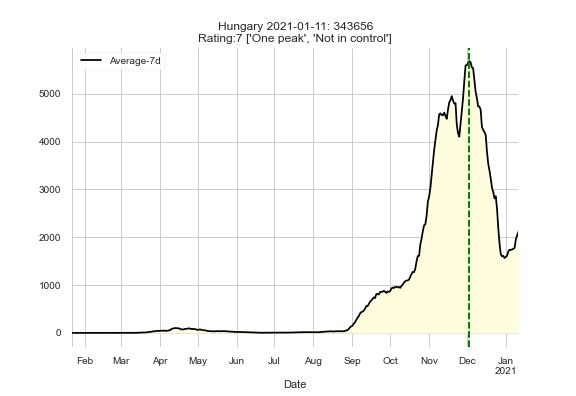 Hungary 2021-01-11: 343656
Rating:7 ['One peak', 'Not in control']
Average-7d
5000
4000
3000
2000
1000
0
Feb Mar Apr May Jun Jul Aug Sep Oct Nov Dec Jan
2021
Date